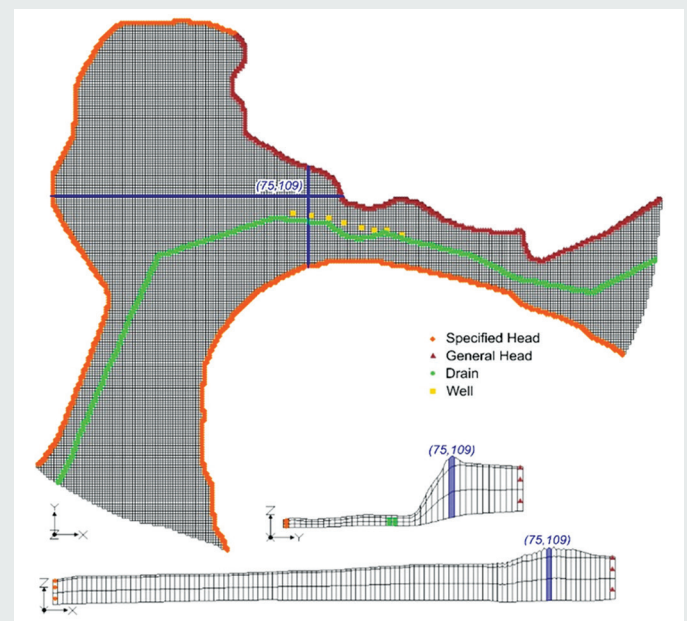 (75,109)
Specified Head
General Head
Drain
Well
(75,109)
Z
Y
(75,109)
Y
Z
X
Z
X